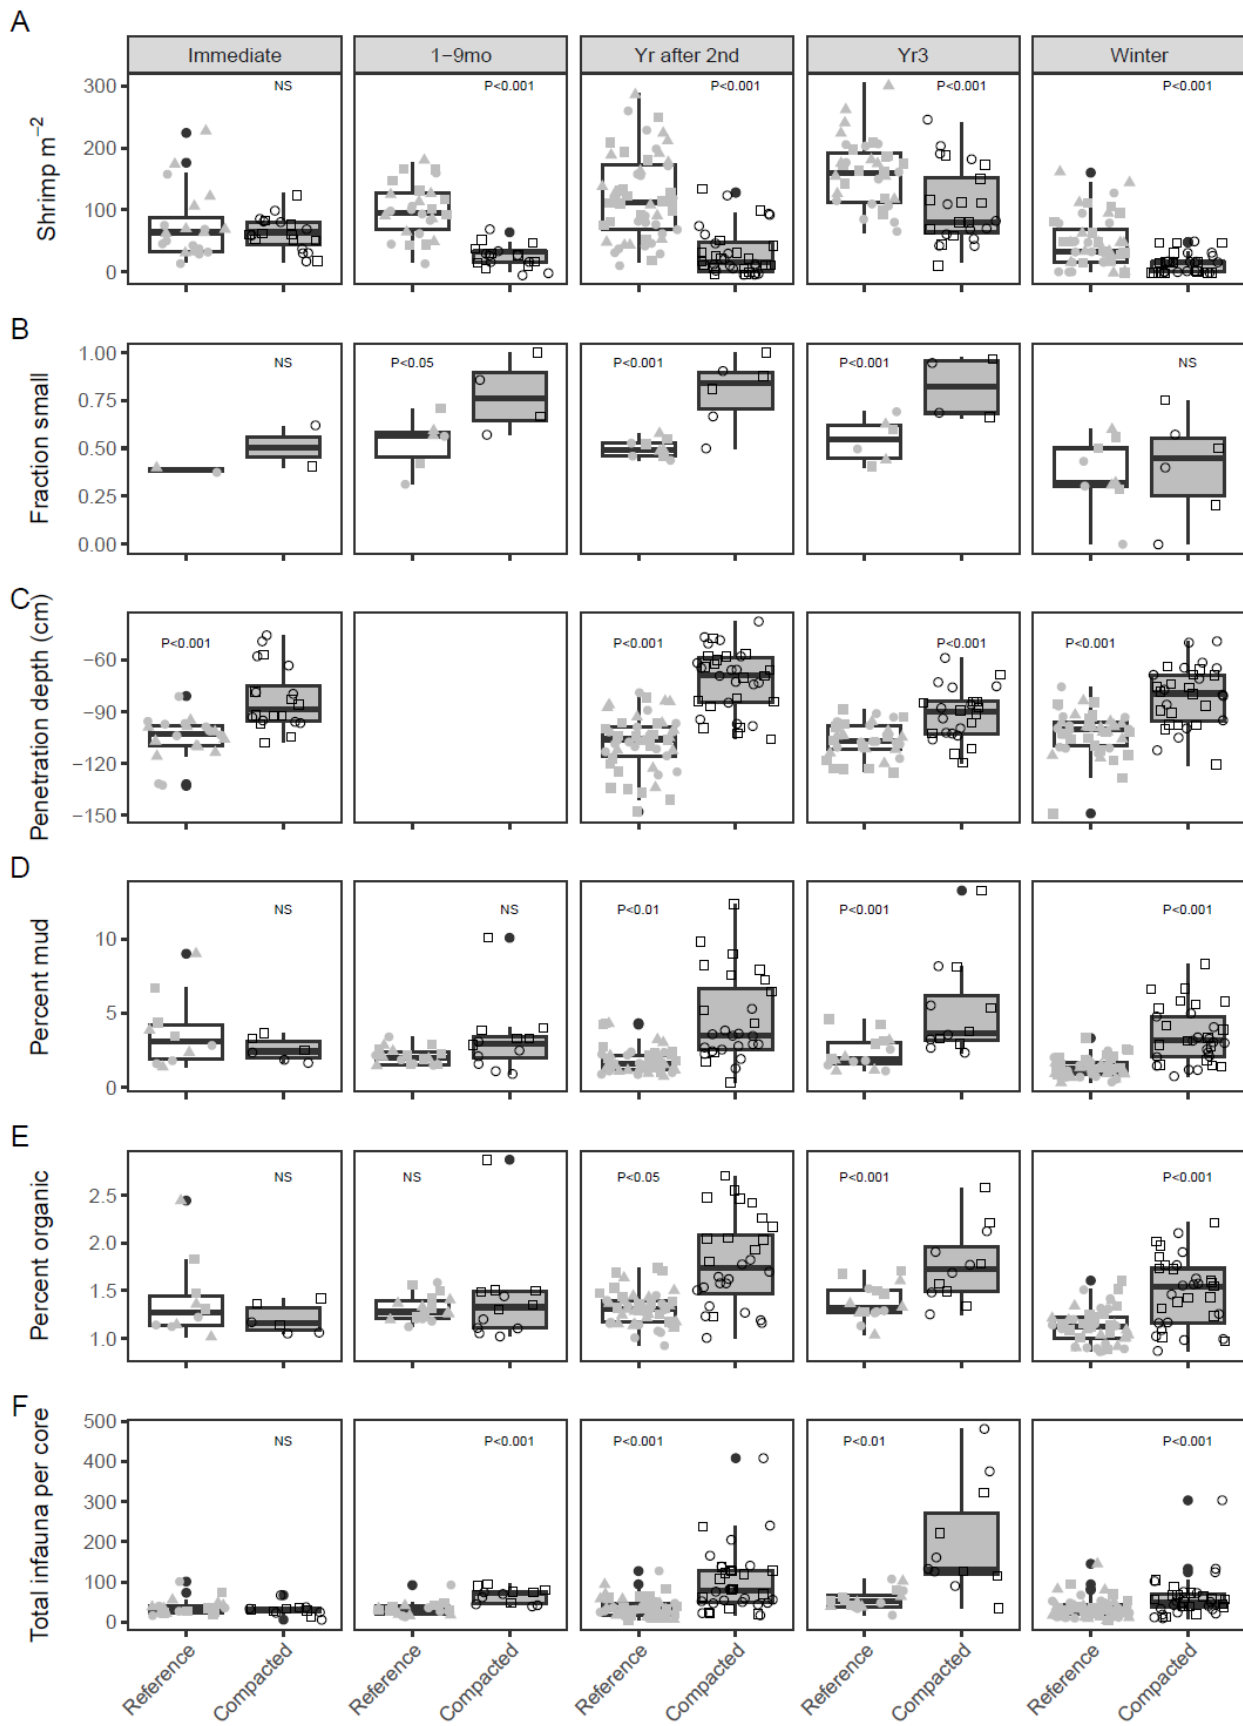 A
Immediate 1−9mo Yr after 2nd Yr3 Winter
Shrimp m−2
300
200
100
0
NS P<0.001 P<0.001 P<0.001 P<0.001
B
Fraction small
1.00
0.75
0.50
0.25
0.00
NS P<0.05 P<0.001 P<0.001 NS
C
Penetration depth (cm)
−60
−90
−120
−150
P<0.001 P<0.001 P<0.001 P<0.001
D
Percent mud
10
5
0
NS NS P<0.01 P<0.001 P<0.001
E
Percent organic
2.5
2.0
1.5
1.0
NS NS P<0.05 P<0.001 P<0.001
F
Total infauna per core
500
400
300
200
100
0
NS P<0.001 P<0.001 P<0.01 P<0.001
Reference Compacted Reference Compacted Reference Compacted Reference Compacted Reference Compacted